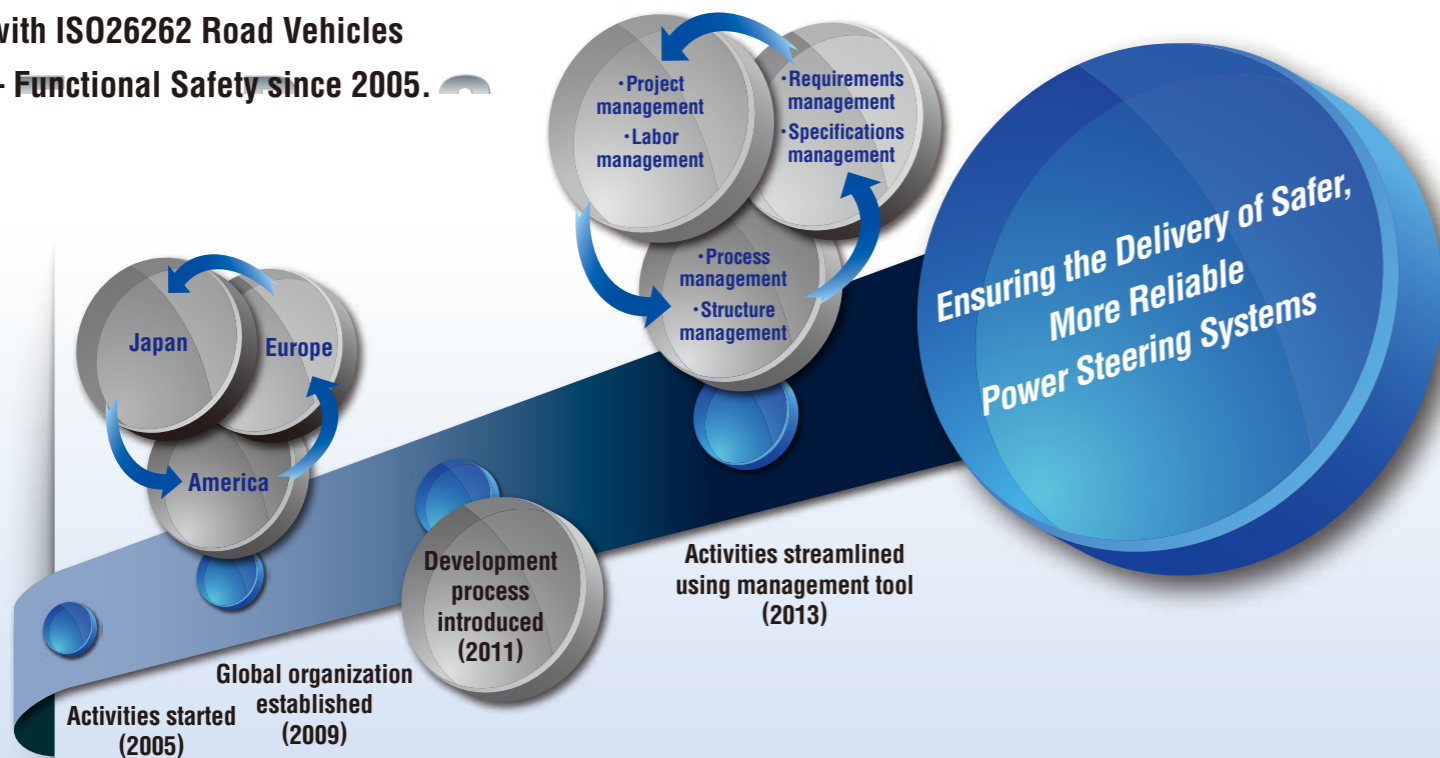 with ISO26262 Road Vehicles
- Functional Safety since 2005.
・Project
management
・Labor
management
・Requirements
management
・Specifications
management
・Process
management
・Structure
management
Japan
Europe
America
Ensuring the Delivery of Safer,
More Reliable
Power Steering Systems
Development
process
introduced
(2011)
Activities streamlined
using management tool
(2013)
Global organization
established
(2009)
Activities started
(2005)